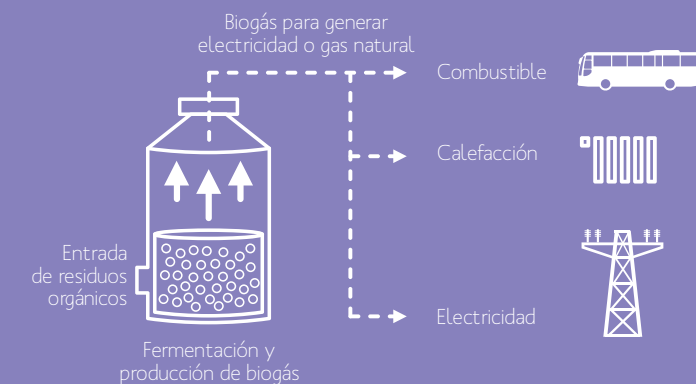 Biogás para generar
electricidad o gas natural
Combustible
Calefacción
Entrada
de residuos
orgánicos
Electricidad
Fermentación y
producción de biogás